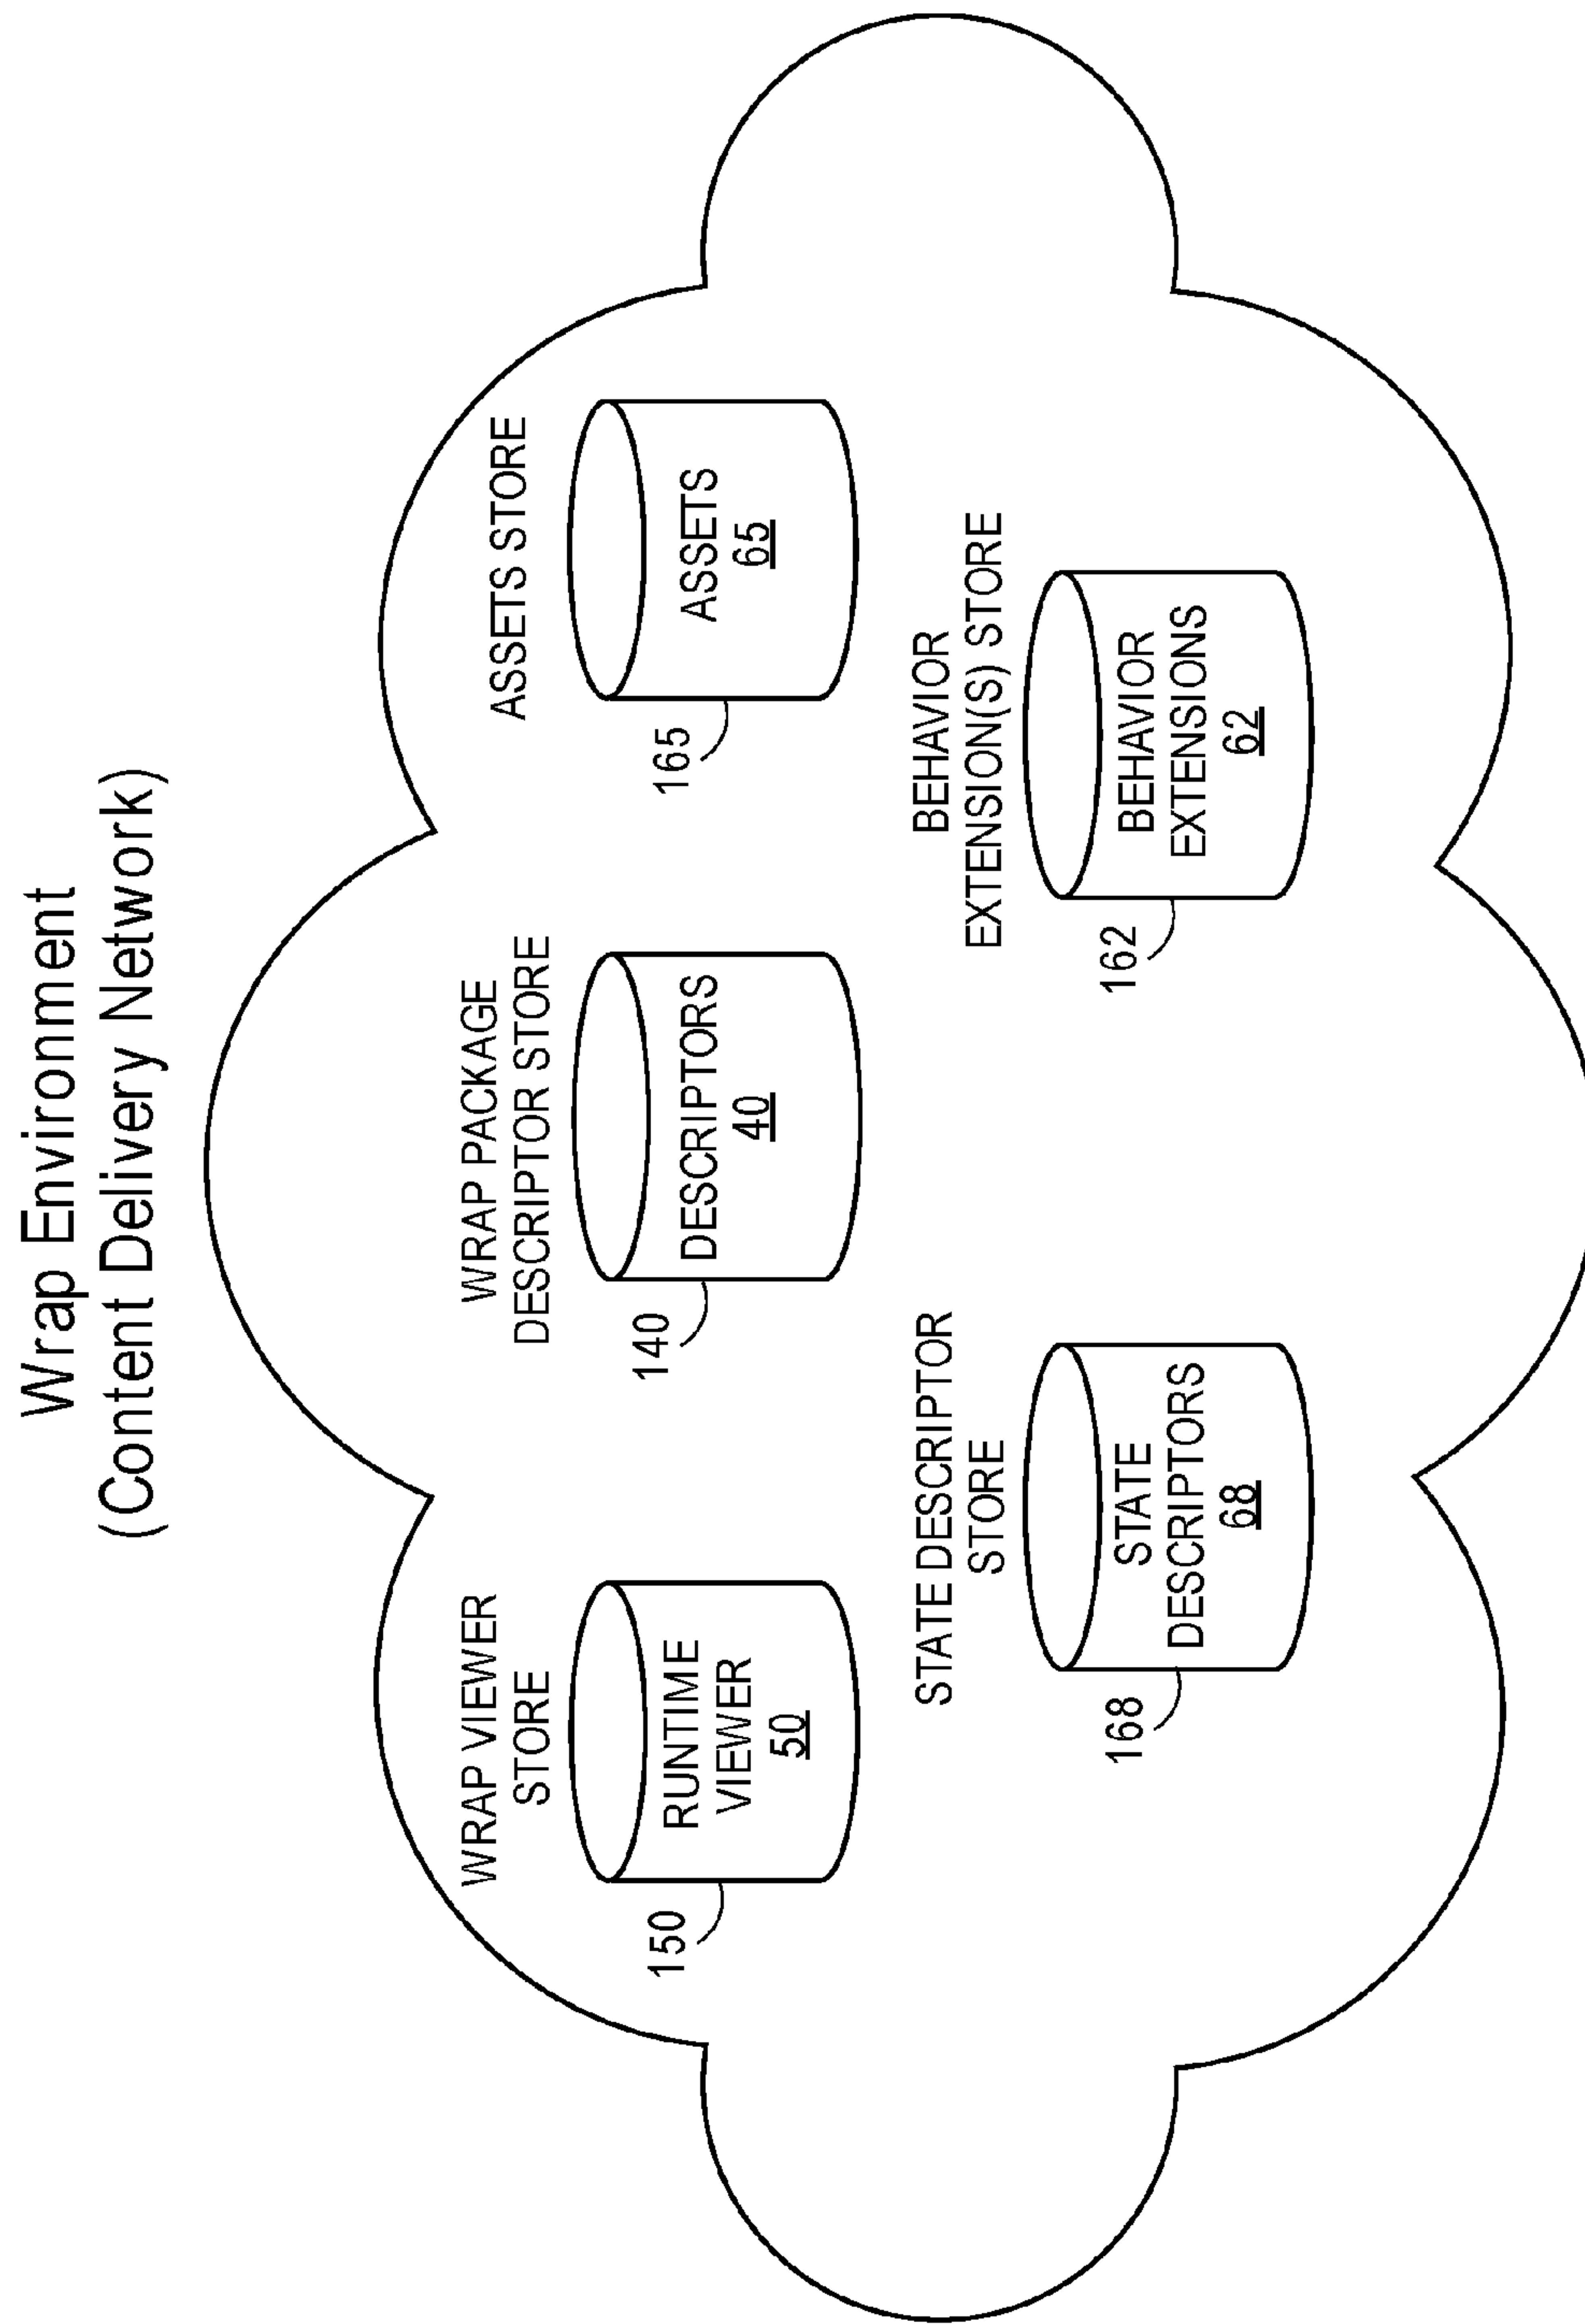 Wrap Environment
(Content Delivery Network)
WRAP VIEWER
STORE
RUNTIME
VIEWER
50
150
WRAP PACKAGE
DESCRIPTOR STORE
DESCRIPTORS
40
140
ASSETS STORE
ASSETS
65
165
STATE DESCRIPTOR
STORE
STATE
DESCRIPTORS
68
168
BEHAVIOR
EXTENSION(S) STORE
BEHAVIOR
EXTENSIONS
62
162